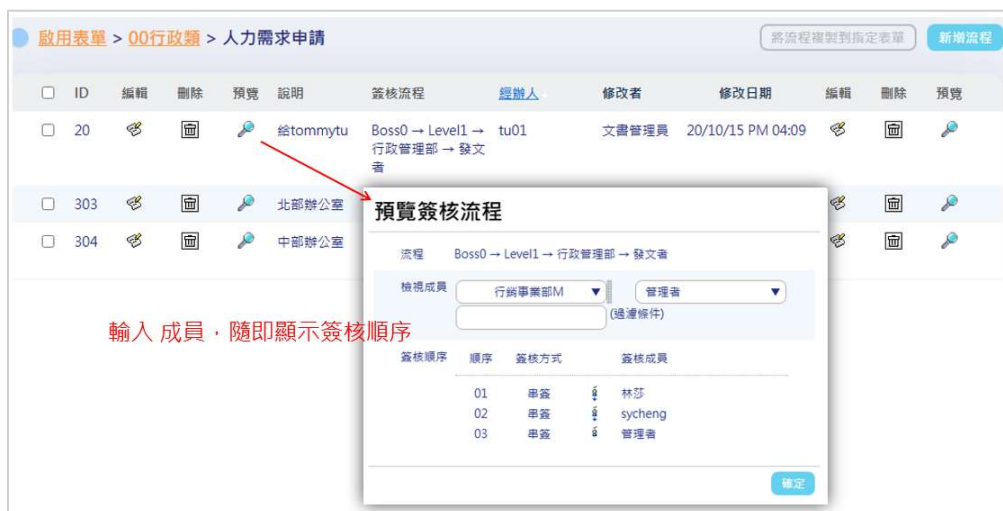 啟用表單 > 00行政類 > 人力需求申請
將流程複製到指定表單 新增流程
ID 編輯 刪除 預覽 說明 簽核流程 經辦人 修改者 修改日期 編輯 刪除 預覽
20 給tommytu Boss0 → Level1 → tu01 文書管理員 20/10/15 PM 04:09
行政管理部 → 發文
者
303 北部辦公室
304 中部辦公室
預覽簽核流程
流程 Boss0 → Level1 → 行政管理部 → 發文者
檢視成員 行銷事業部M 管理者
(過濾條件)
輸入 成員，隨即顯示簽核順序
簽核順序 順序 簽核方式 簽核成員
01 串簽 林莎
02 串簽 sycheng
03 串簽 管理者
確定